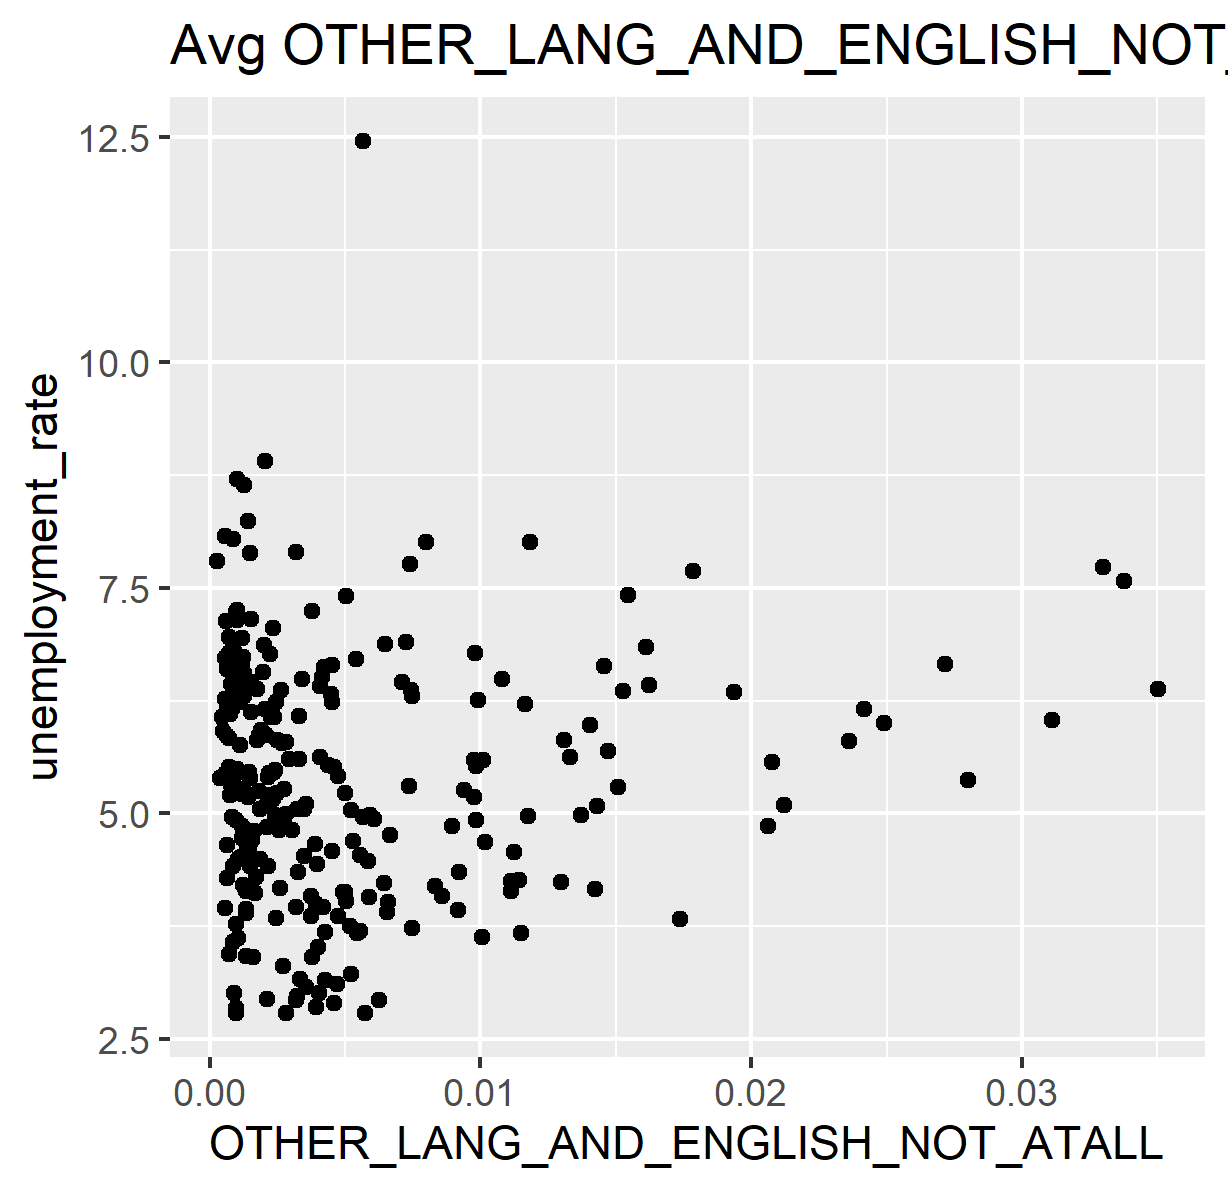 Avg OTHER_LANG_AND_ENGLISH_NOT_
12.5
10.0
7.5
5.0
2.5
unemployment_rate
0.00 0.01 0.02 0.03
OTHER_LANG_AND_ENGLISH_NOT_ATALL